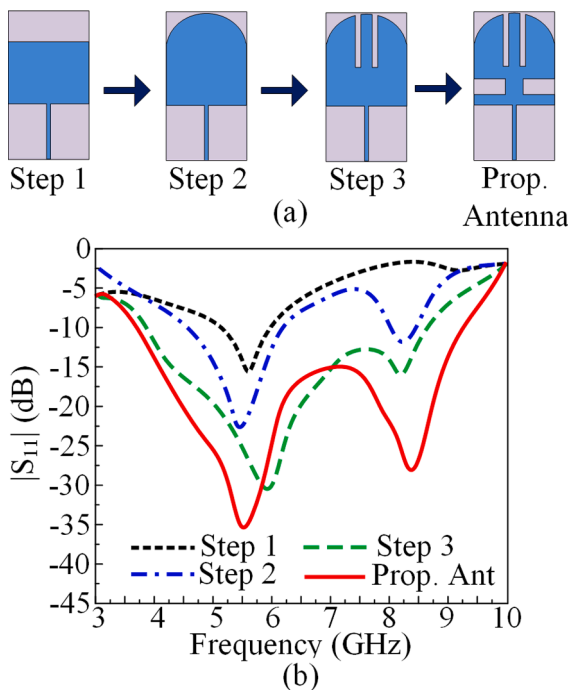 Step 1 Step 2 Step 3 Prop. Antenna
(a)
0
-5
-10
-15
-20
-25
-30
-35
-40
-45
|S11| (dB)
Step 1 Step 3
Step 2 Prop. Ant
3 4 5 6 7 8 9 10
Frequency (GHz)
(b)